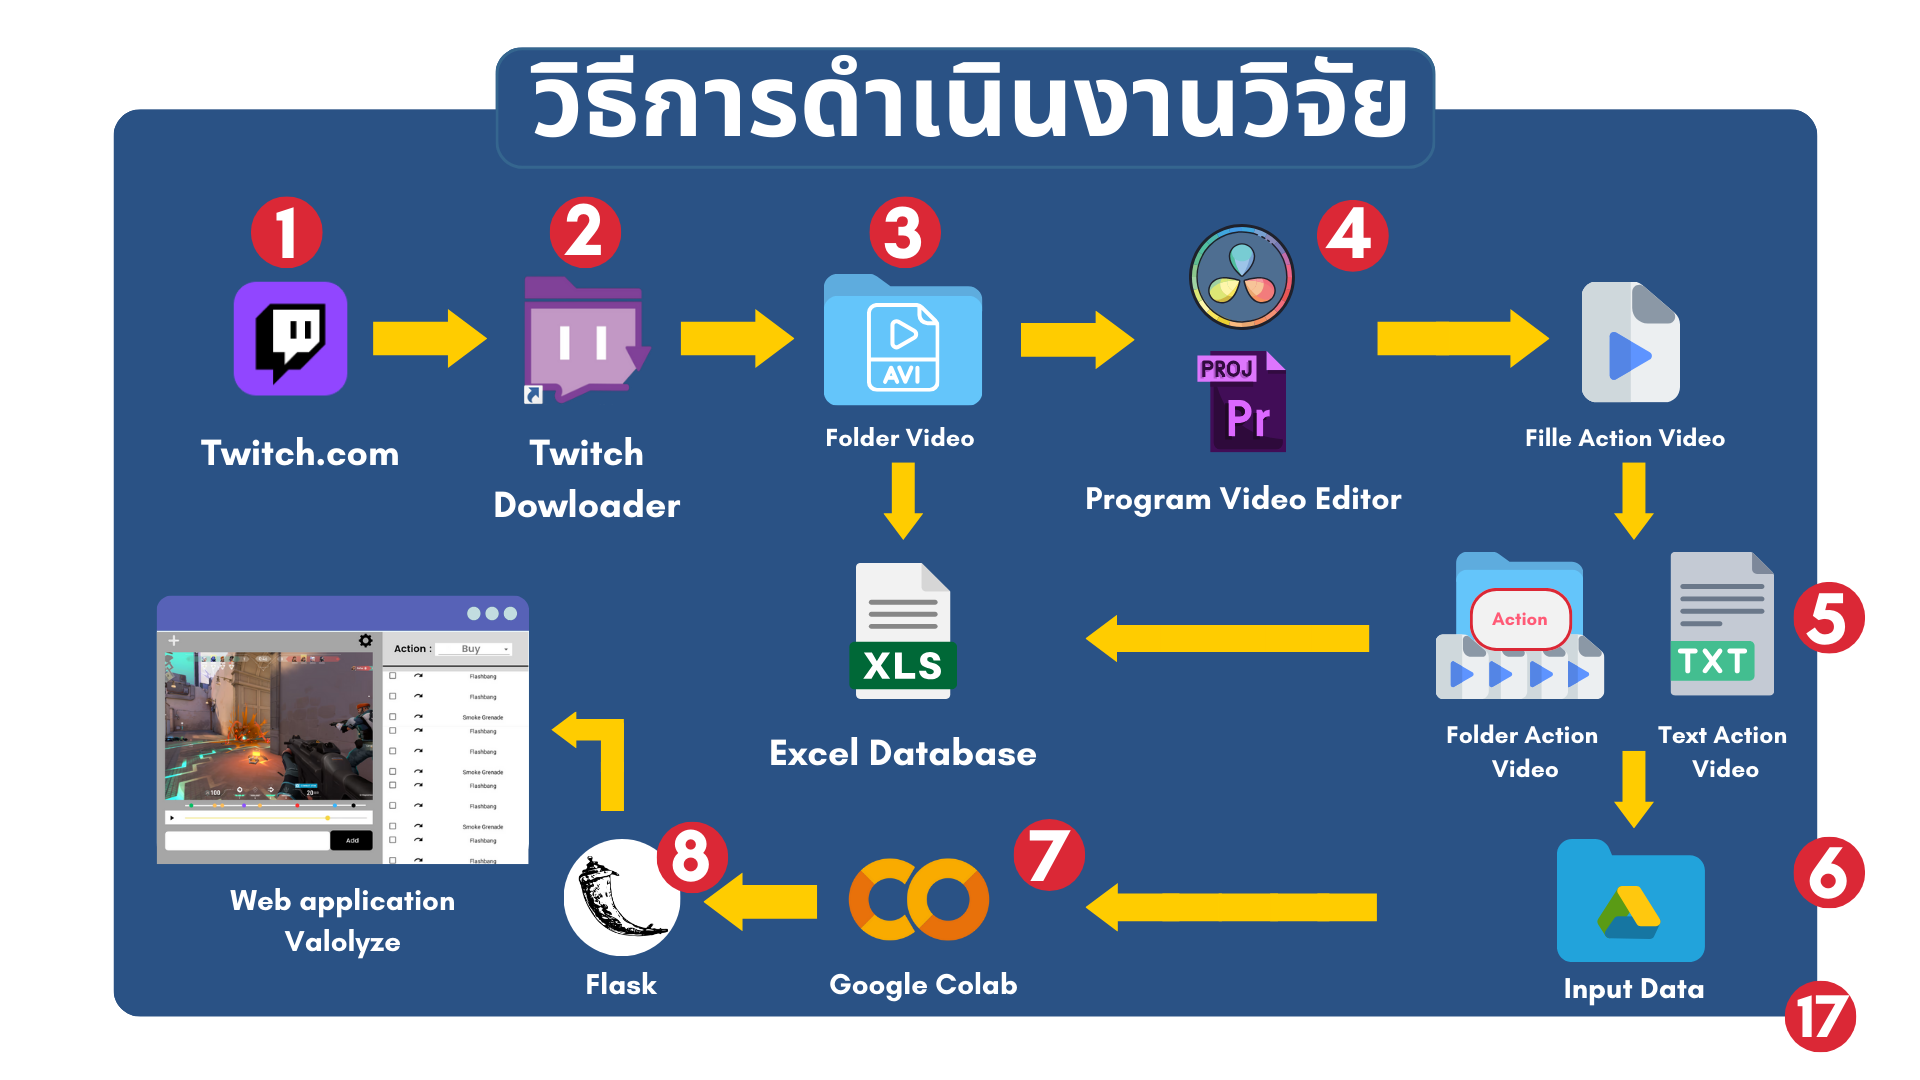 วิธีการดำเนินงานวิจัย
1
2
3
4
PROJ
Pr
AVI
Twitch.com
Twitch
Dowloader
Folder Video
Program Video Editor
Fille Action Video
Action
TXT
5
XLS
Excel Database
Folder Action
Video
Text Action
Video
+
Action :
Buy
Flashbang
Flashbang
Smoke Grenade
Flashbang
Flashbang
Smoke Grenade
Flashbang
Flashbang
Smoke Grenade
Flashbang
Flashbang
100
20
Add
Web application
Valolyze
8
7
6
Flask
Google Colab
Input Data
17